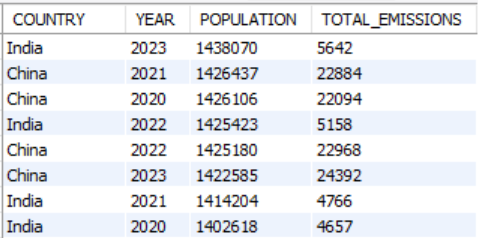 COUNTRY YEAR POPULATION TOTAL_EMISSIONS
India 2023 1438070 5642
China 2021 1426437 22884
China 2020 1426106 22094
India 2022 1425423 5158
China 2022 1425180 22968
China 2023 1422585 24392
India 2021 1414204 4766
India 2020 1402618 4657